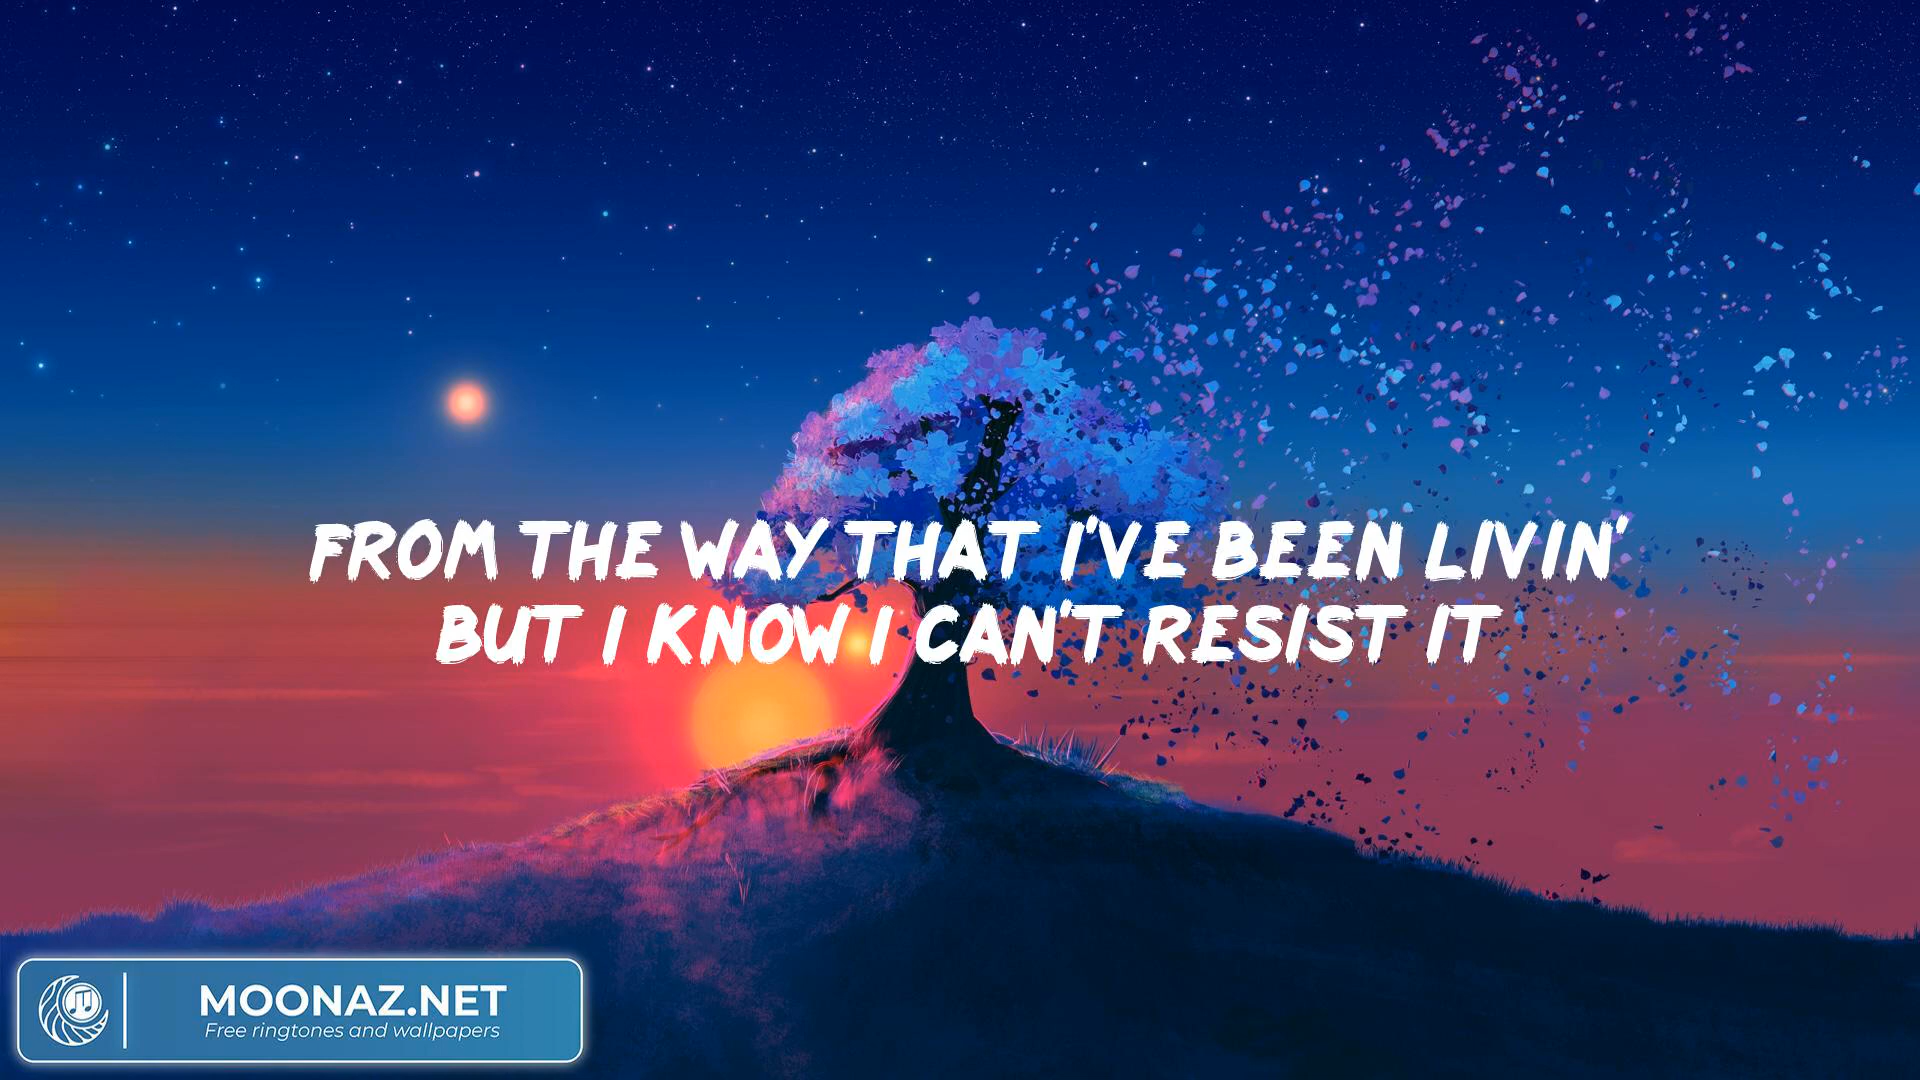 FROM THE WAY THAT I'VE BEEN LIVIN'
BUT I KNOW I CAN'T RESIST IT
MOONAZ.NET
Free ringtones and wallpapers